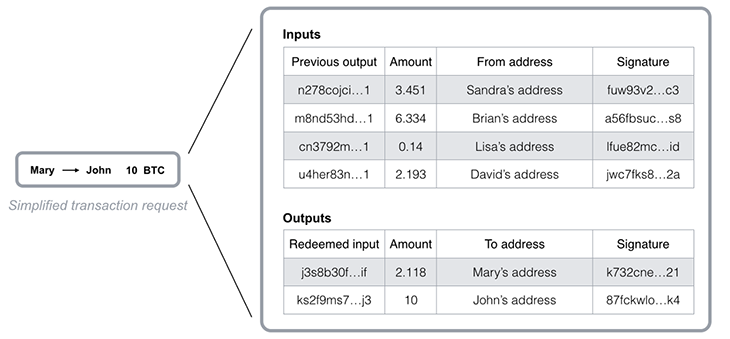 Mary → John 10 BTC
Simplified transaction request
Inputs
Previous output Amount From address Signature
n278cojci…1 3.451 Sandra's address fuw93v2…c3
m8nd53hd…1 6.334 Brian's address a56fbsuc…s8
cn3792m…1 0.14 Lisa's address lfue82mc…id
u4her83n…1 2.193 David's address jwc7fks8…2a
Outputs
Redeemed input Amount To address Signature
j3s8b30f…if 2.118 Mary's address k732cne…21
ks2f9ms7…j3 10 John's address 87fckwlo…k4